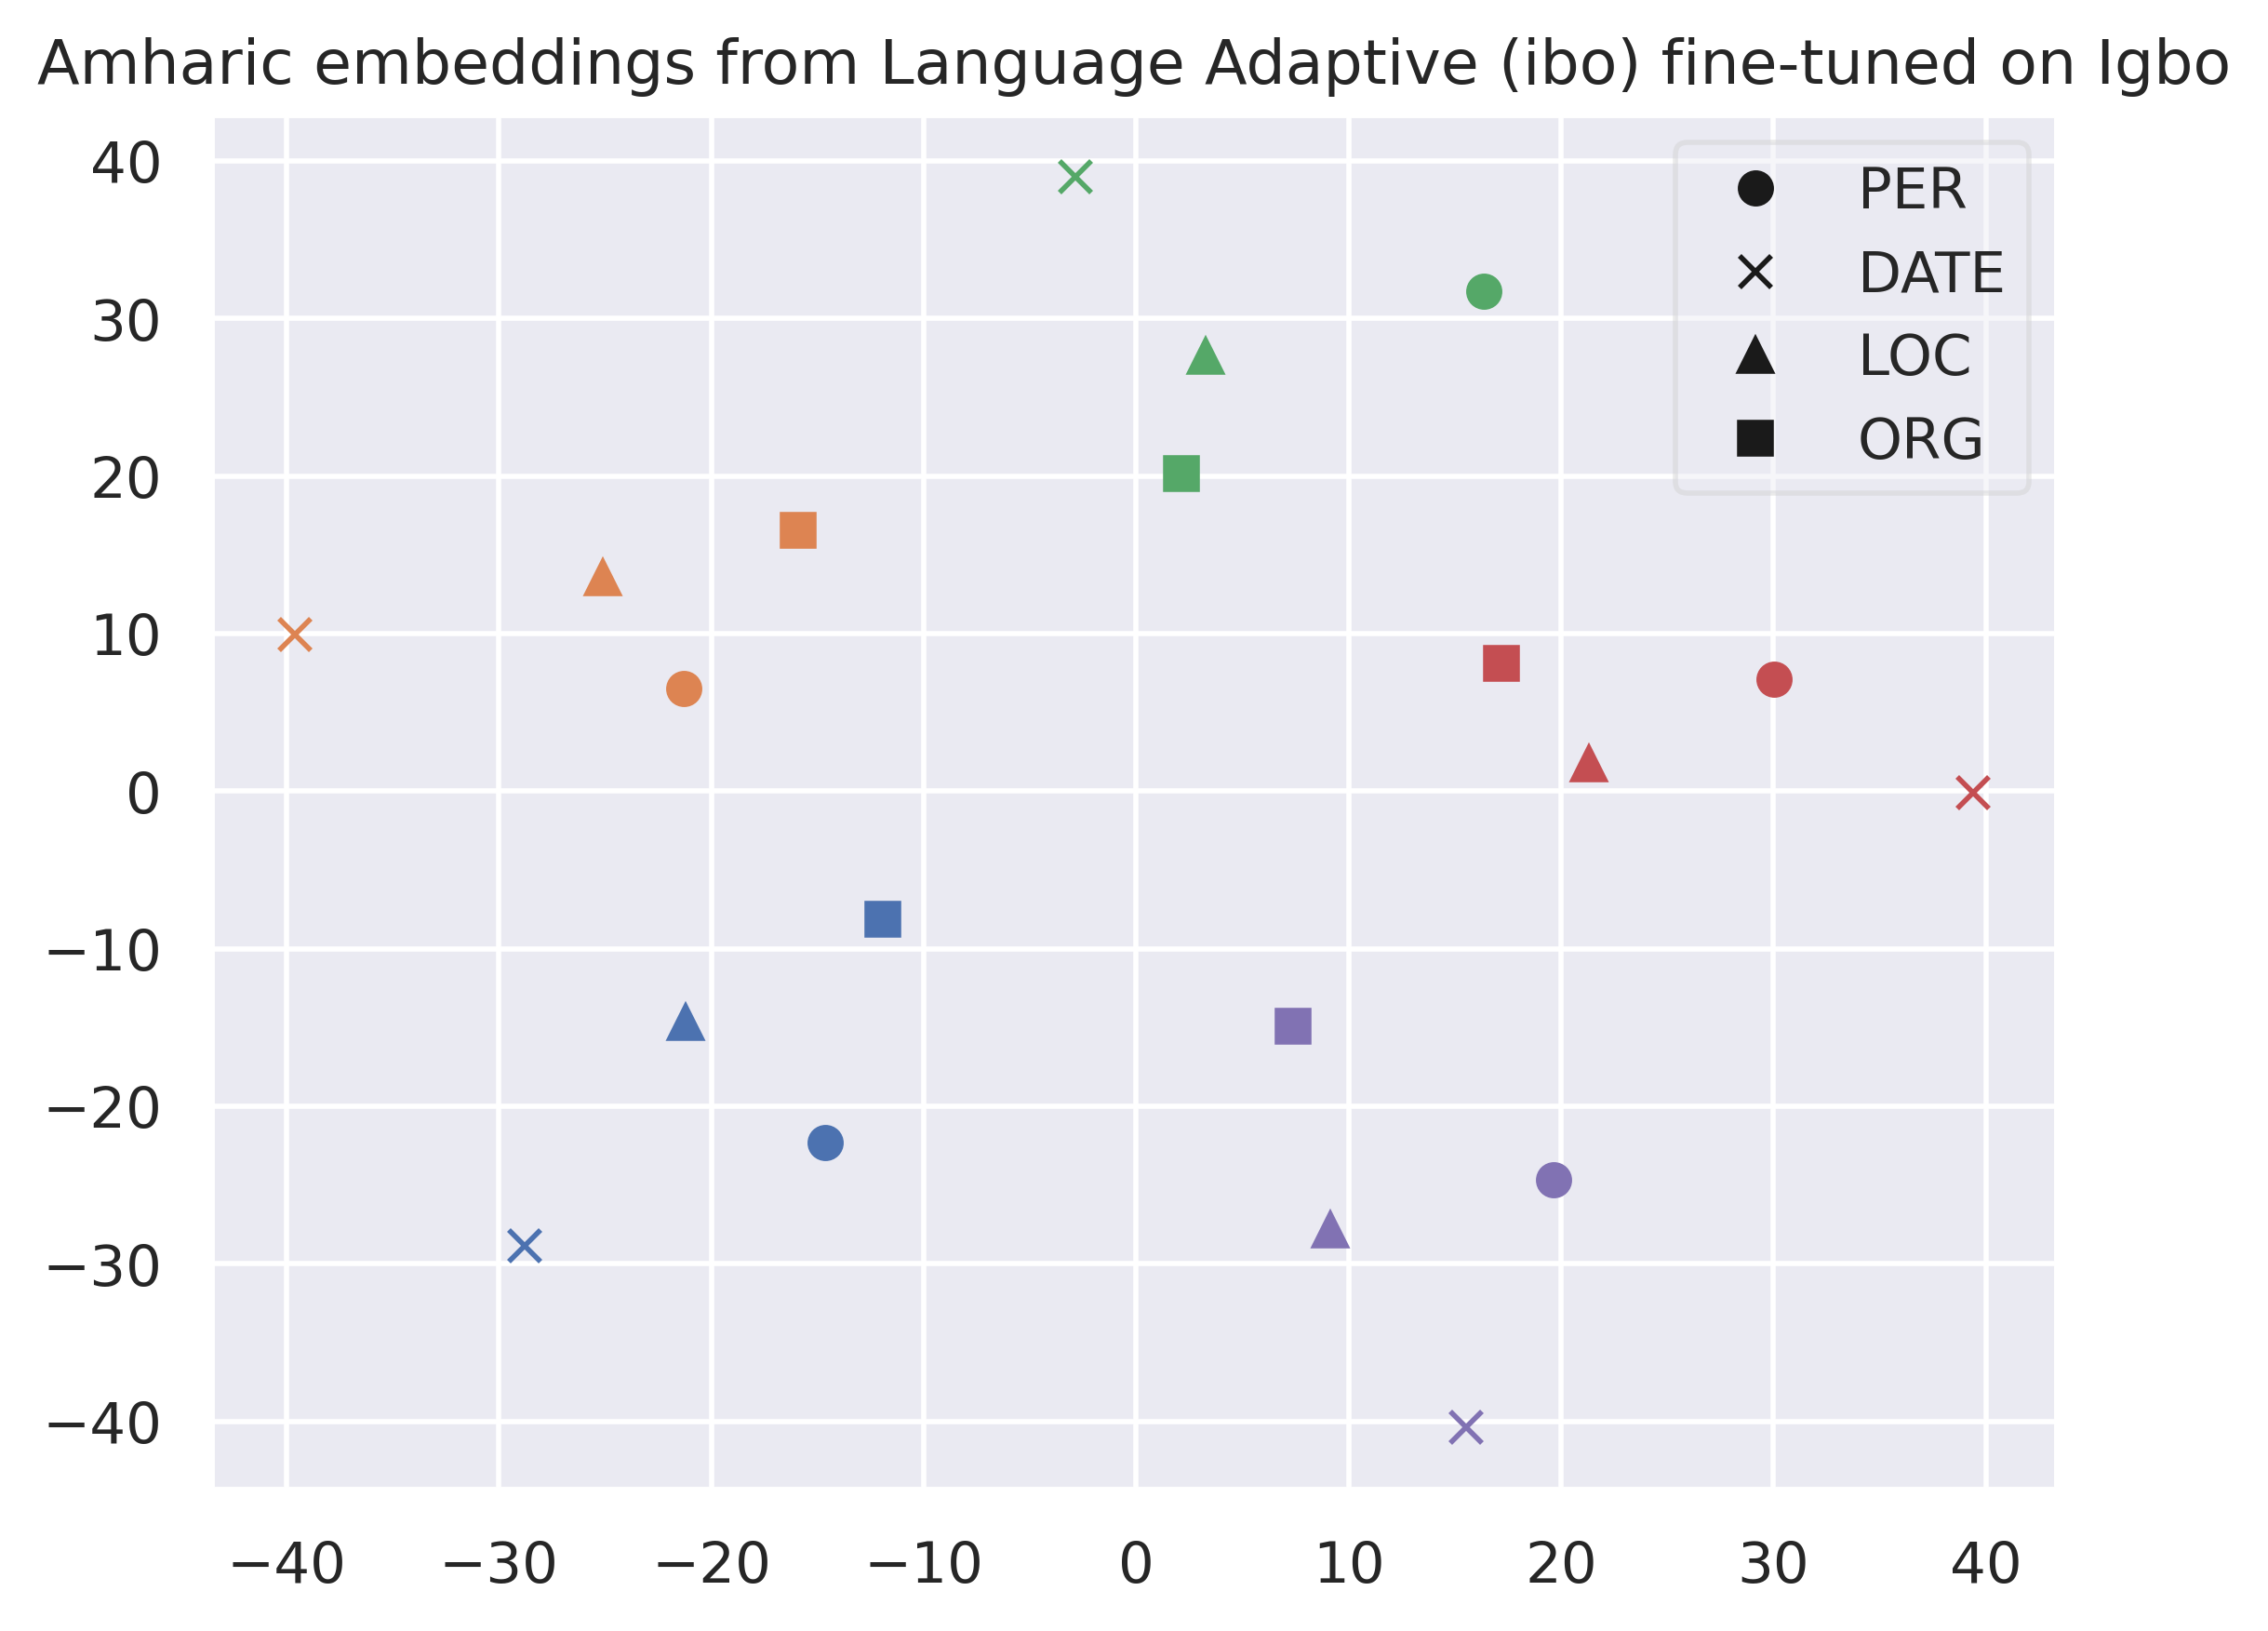 Amharic embeddings from Language Adaptive (ibo) fine-tuned on Igbo
PER
DATE
LOC
ORG
40
30
20
10
0
−10
−20
−30
−40
−40 −30 −20 −10 0 10 20 30 40